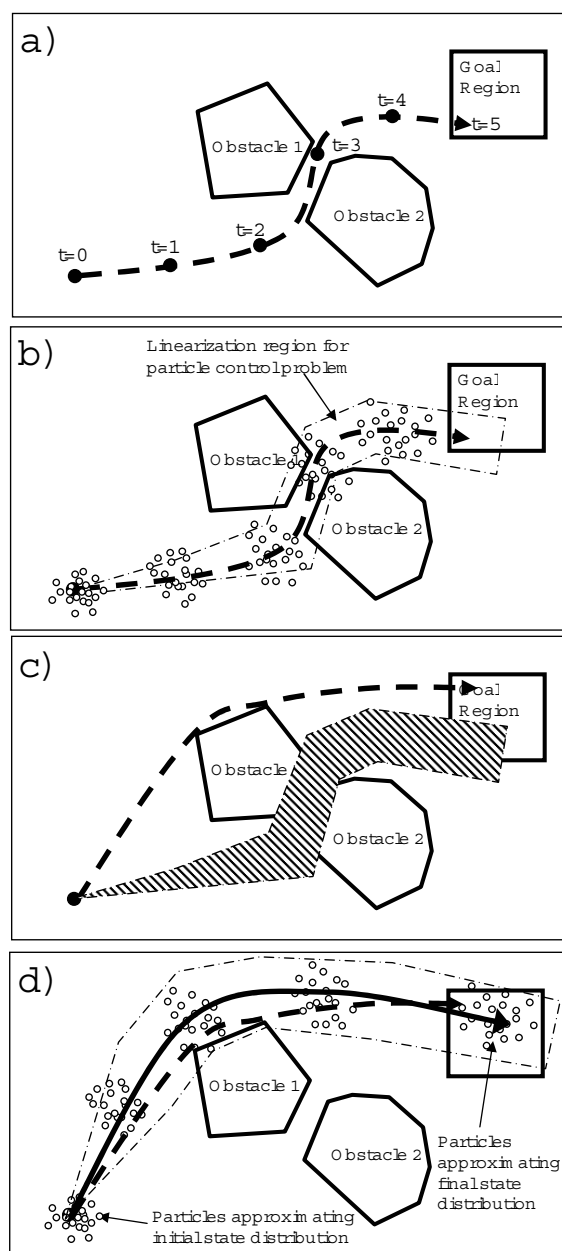 a)
Goal
Region
t=4
t=5
Obstacle 1
t=3
Obstacle 2
t=2
t=1
t=0
b)
Linearization region for
particle control problem
Goal
Region
Obstacle 1
Obstacle 2
c)
Goal
Region
Obstacle
Obstacle 2
d)
Obstacle 1
Obstacle 2
Particles
approximating
final state
distribution
Particles approximating
initial state distribution